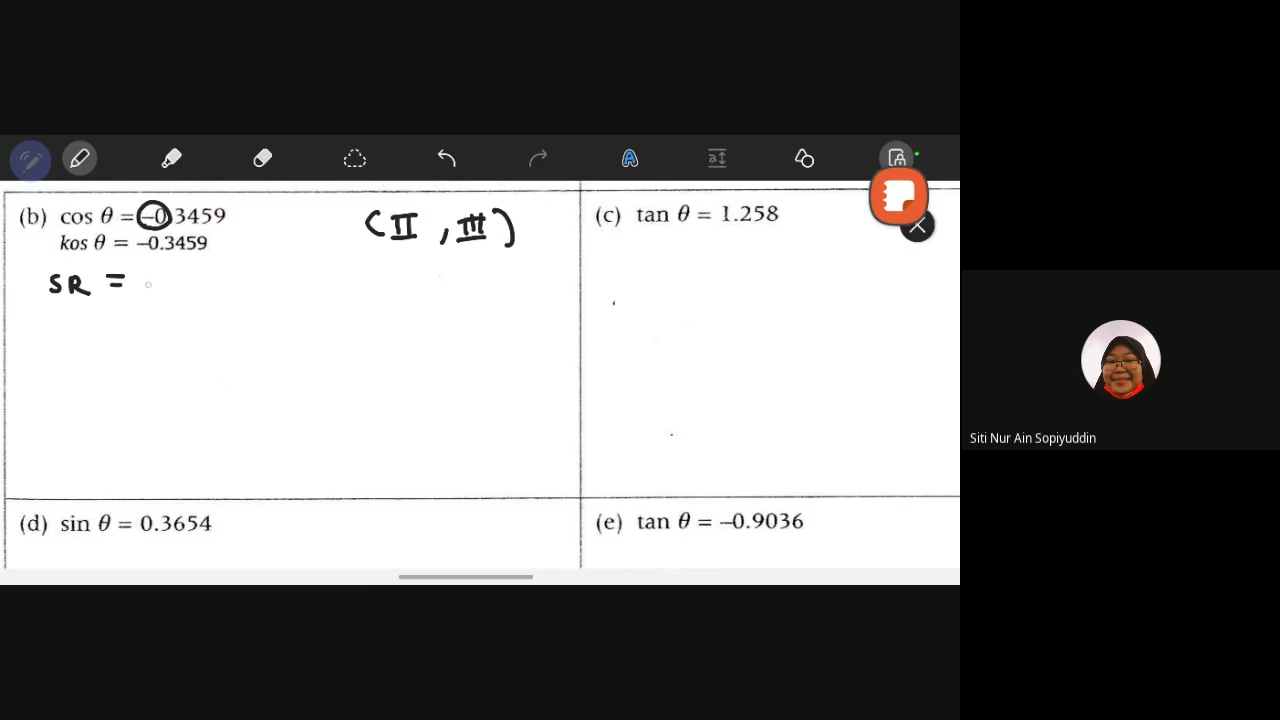 (b) cos θ = –0.3459
kos θ = –0.3459
(II, III)
SR =
(c) tan θ = 1.258
(d) sin θ = 0.3654
(e) tan θ = –0.9036
Siti Nur Ain Sopiyuddin